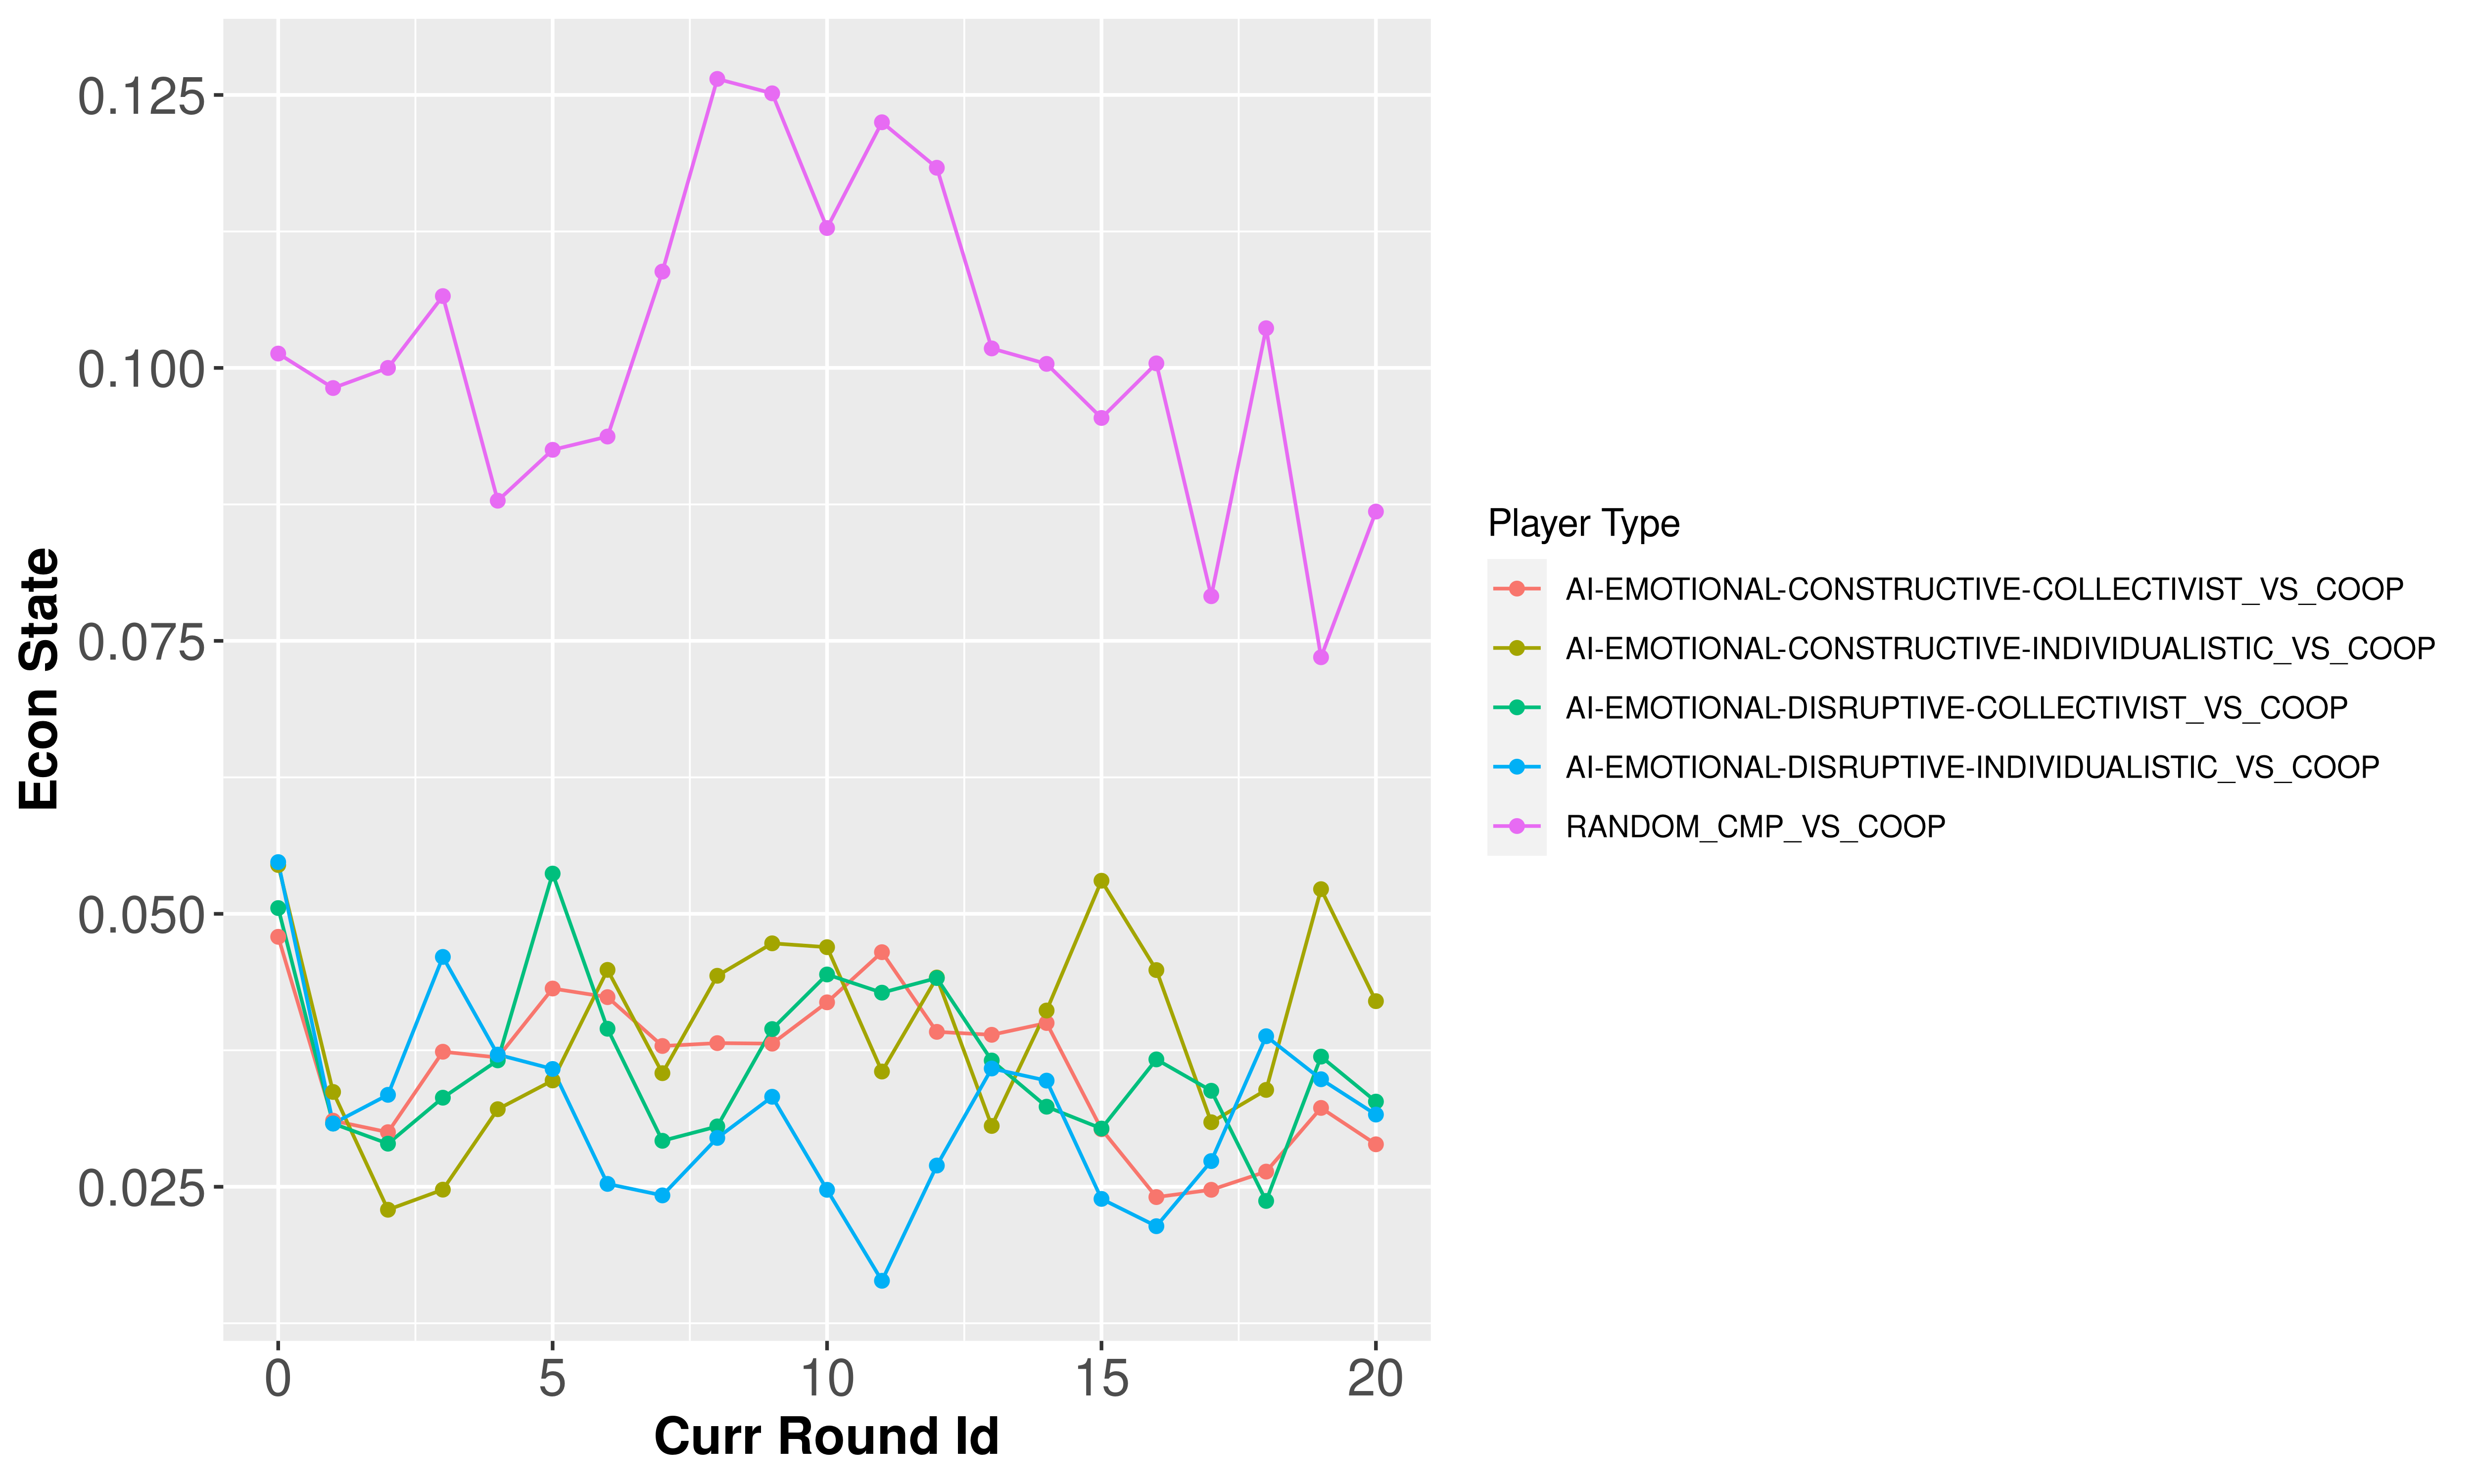 0.125
0.100
0.075
0.050
0.025
Econ State
0 5 10 15 20
Curr Round Id
Player Type
AI-EMOTIONAL-CONSTRUCTIVE-COLLECTIVIST_VS_COOP
AI-EMOTIONAL-CONSTRUCTIVE-INDIVIDUALISTIC_VS_COOP
AI-EMOTIONAL-DISRUPTIVE-COLLECTIVIST_VS_COOP
AI-EMOTIONAL-DISRUPTIVE-INDIVIDUALISTIC_VS_COOP
RANDOM_CMP_VS_COOP